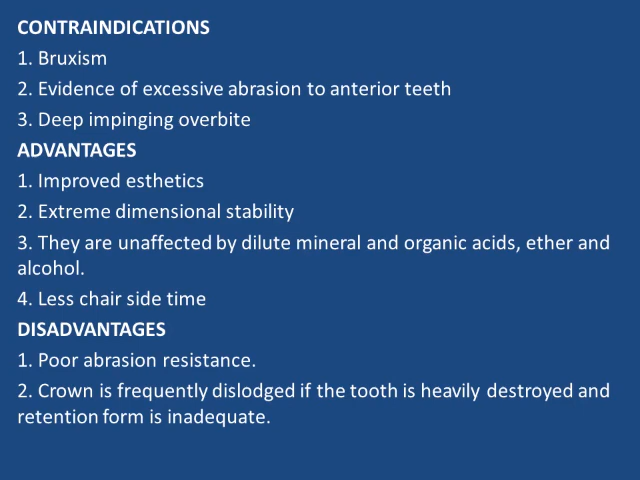 CONTRAINDICATIONS
1. Bruxism
2. Evidence of excessive abrasion to anterior teeth
3. Deep impinging overbite
ADVANTAGES
1. Improved esthetics
2. Extreme dimensional stability
3. They are unaffected by dilute mineral and organic acids, ether and
alcohol.
4. Less chair side time
DISADVANTAGES
1. Poor abrasion resistance.
2. Crown is frequently dislodged if the tooth is heavily destroyed and
retention form is inadequate.